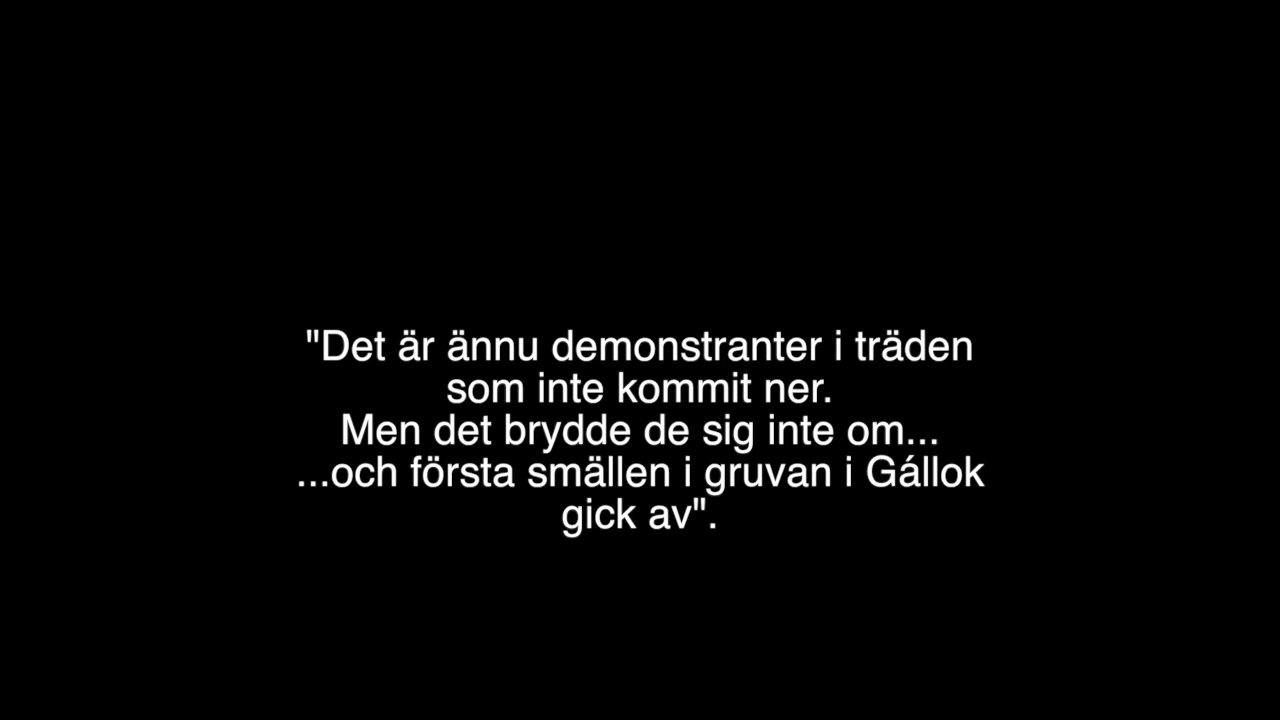 "Det är ännu demonstranter i träden
som inte kommit ner.
Men det brydde de sig inte om...
...och första smällen i gruvan i Gállok
gick av".